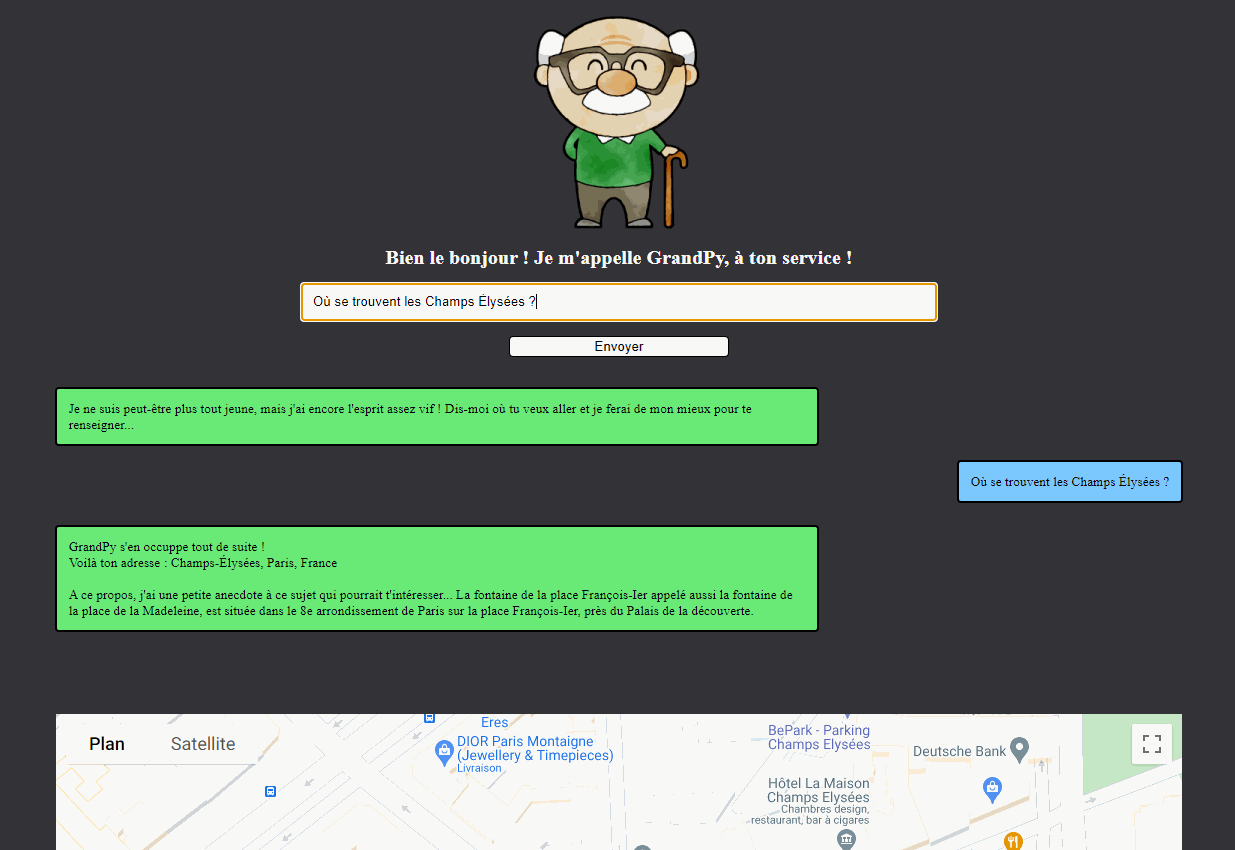 Bien le bonjour ! Je m'appelle GrandPy, à ton service !
Où se trouvent les Champs Élysées ?
Envoyer
Je ne suis peut-être plus tout jeune, mais j'ai encore l'esprit assez vif ! Dis-moi où tu veux aller et je ferai de mon mieux pour te
renseigner...
Où se trouvent les Champs Élysées ?
GrandPy s'en occuppe tout de suite !
Voilà ton adresse : Champs-Élysées, Paris, France
A ce propos, j'ai une petite anecdote à ce sujet qui pourrait t'intéresser... La fontaine de la place François-Ier appelé aussi la fontaine de
la place de la Madeleine, est située dans le 8e arrondissement de Paris sur la place François-Ier, près du Palais de la découverte.
Plan
Satellite
Eres
DIOR Paris Montaigne
(Jewellery & Timepieces)
Livraison
BePark - Parking
Champs Elysées
Deutsche Bank
Hôtel La Maison
Champs Elysées
Chambres design,
restaurant, bar à cigares